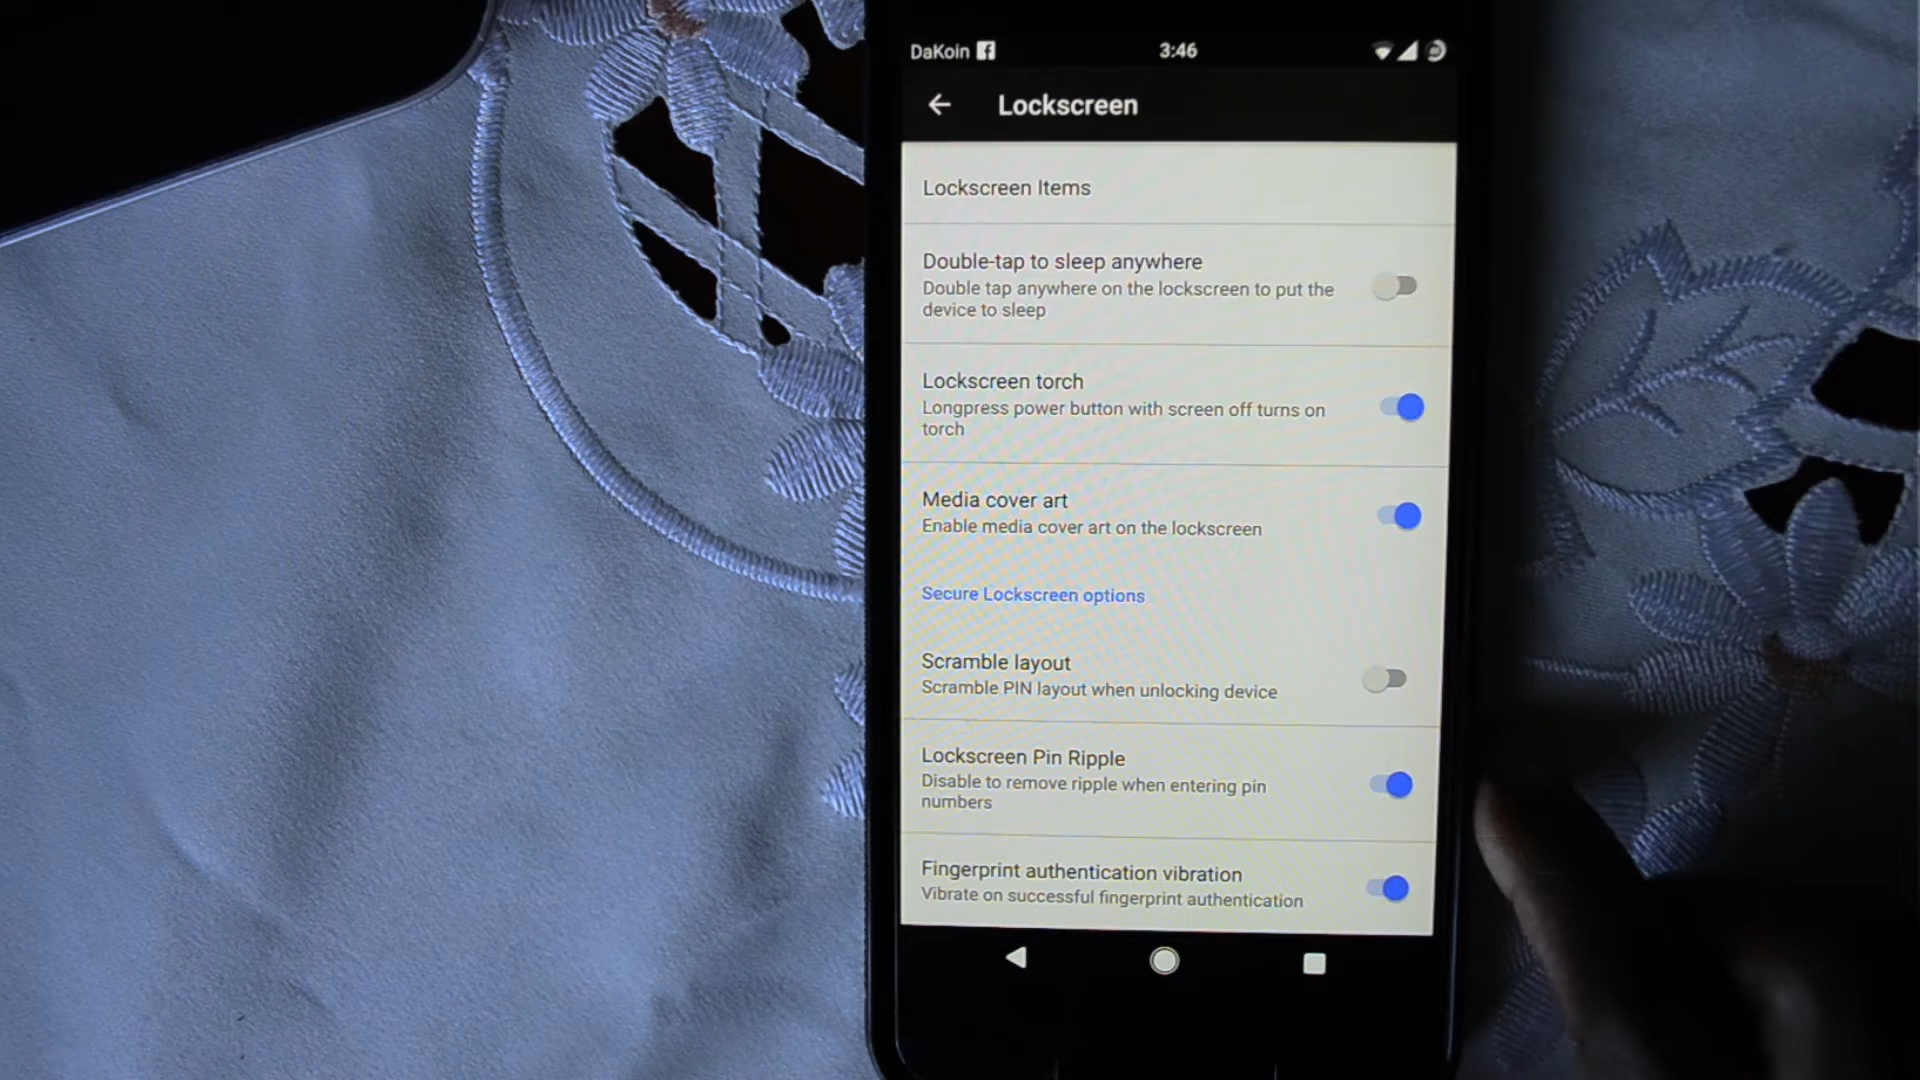 DaKoin
3:46
Lockscreen
Lockscreen Items
Double-tap to sleep anywhere
Double tap anywhere on the lockscreen to put the
device to sleep
Lockscreen torch
Longpress power button with screen off turns on
torch
Media cover art
Enable media cover art on the lockscreen
Secure Lockscreen options
Scramble layout
Scramble PIN layout when unlocking device
Lockscreen Pin Ripple
Disable to remove ripple when entering pin
numbers
Fingerprint authentication vibration
Vibrate on successful fingerprint authentication